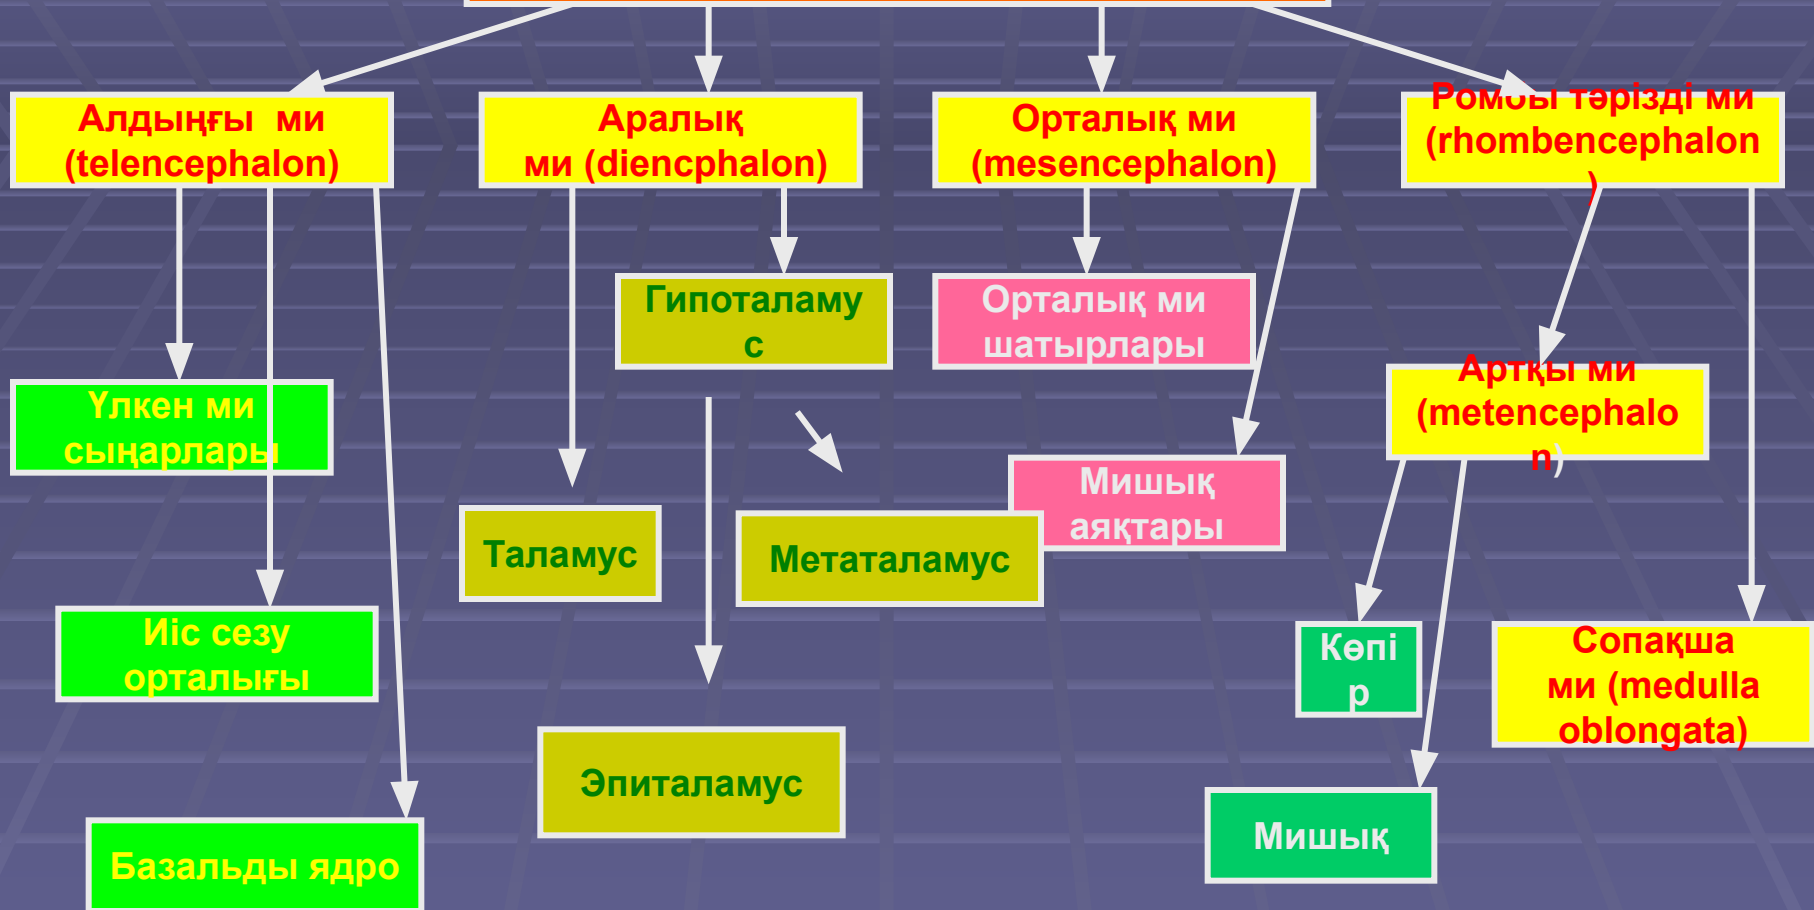 Алдыңғы ми
(telencephalon)
Аралық
ми (diencphalon)
Орталық ми
(mesencephalon)
Ромбы тәрізді ми
(rhombencephalon
)
Гипоталаму
с
Орталық ми
шатырлары
Артқы ми
(metencephalo
n)
Үлкен ми
сыңарлары
Мишық
аяқтары
Таламус
Метаталамус
Иіс сезу
орталығы
Көпі
р
Сопақша
ми (medulla
oblongata)
Эпиталамус
Мишық
Базальды ядро